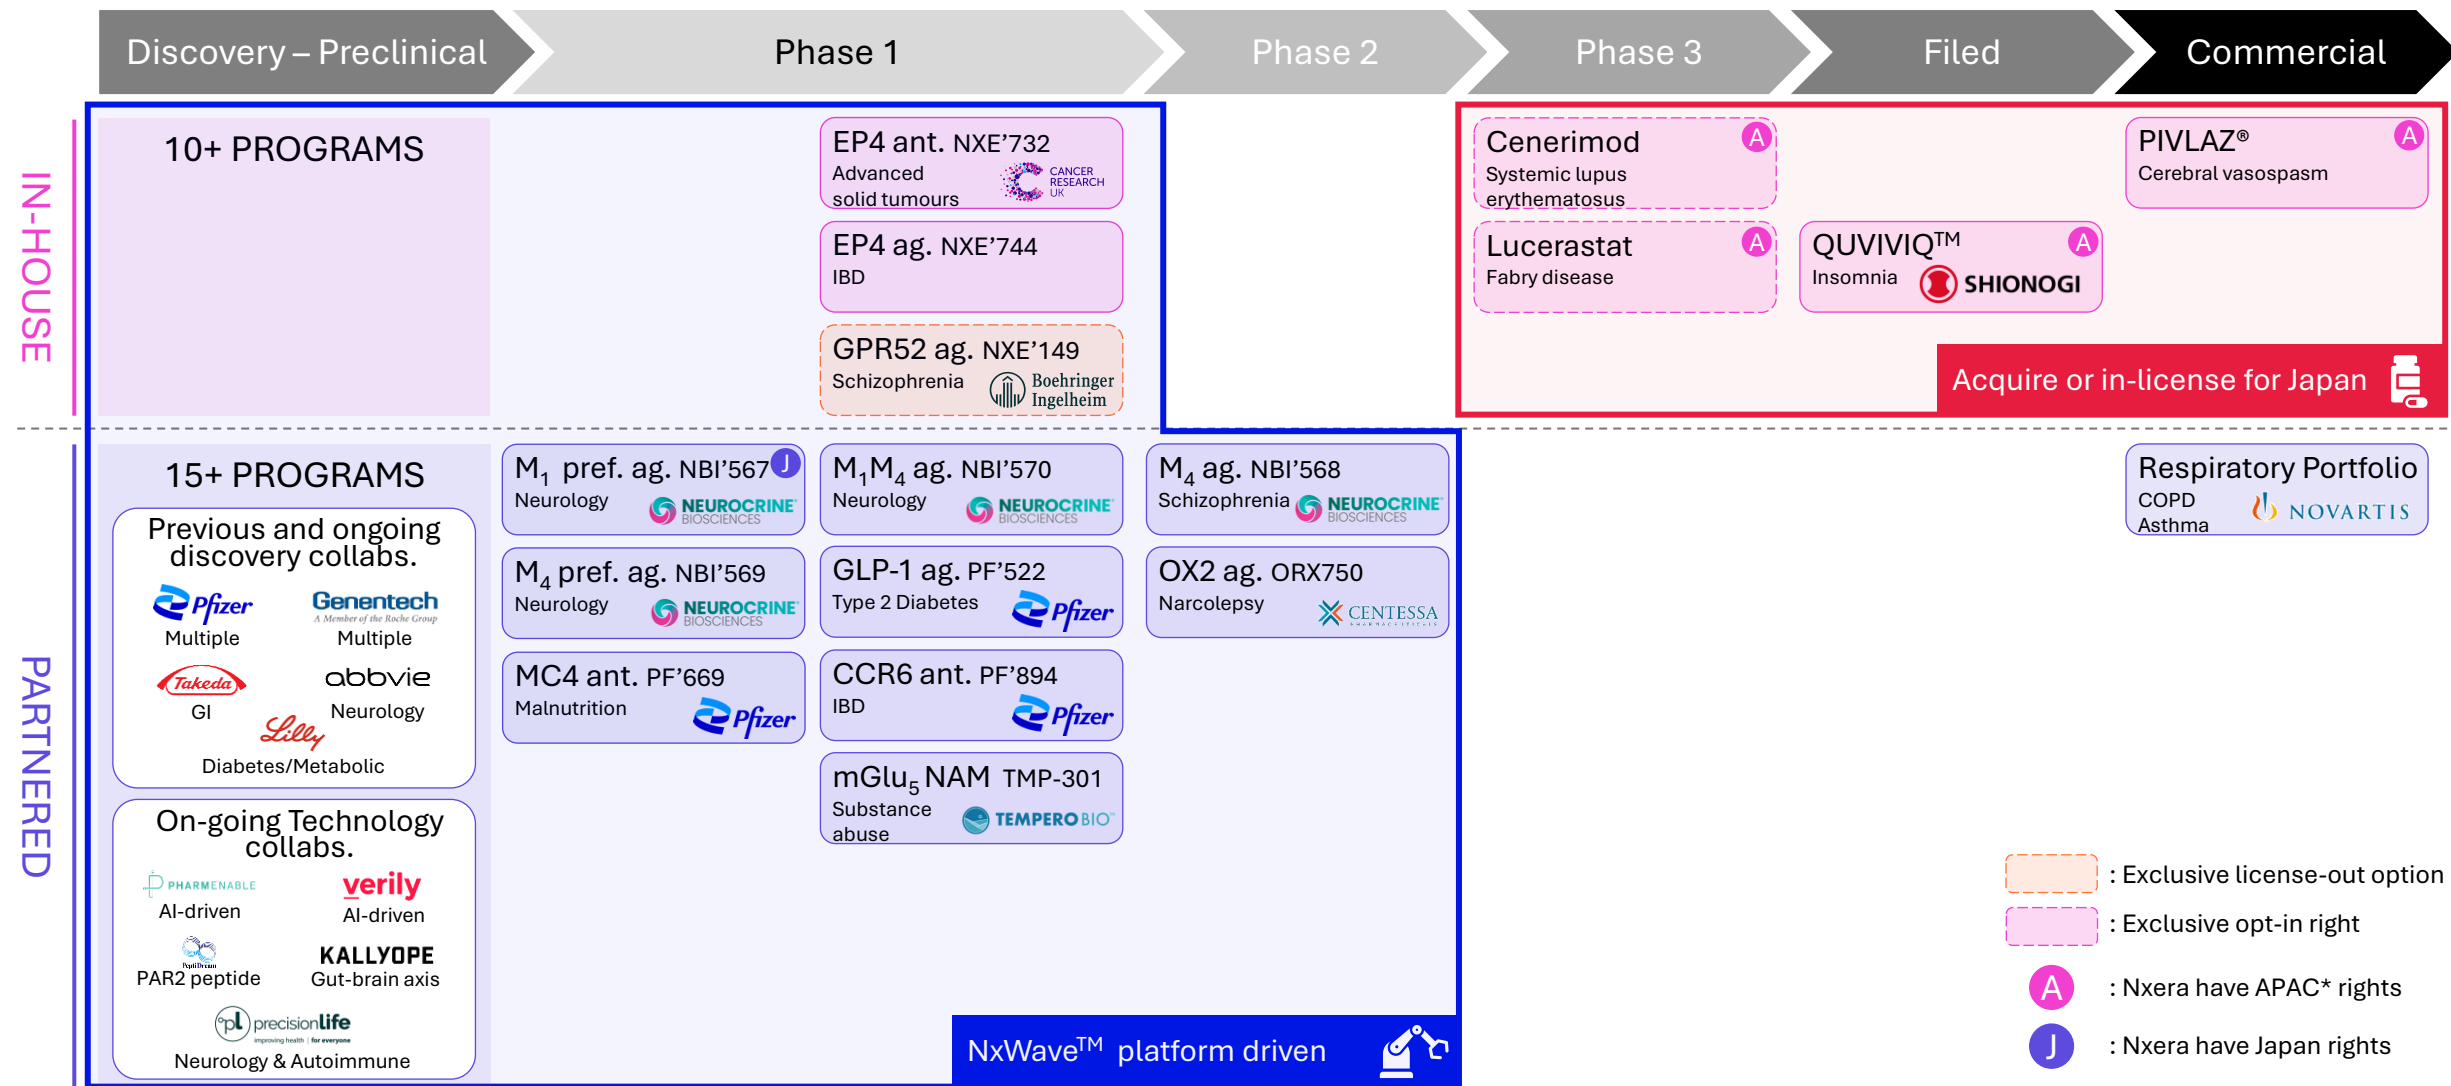 Discovery – Preclinical
Phase 1
Phase 2
Phase 3
Filed
Commercial
IN-HOUSE
10+ PROGRAMS
EP4 ant. NXE’732
Advanced
solid tumours
CANCER
RESEARCH
UK
EP4 ag. NXE’744
IBD
GPR52 ag. NXE’149
Schizophrenia
Boehringer
Ingelheim
Cenerimod
A
Systemic lupus
erythematosus
Lucerastat
A
Fabry disease
QUVIVIQ™
A
Insomnia
SHIONOGI
PIVLAZ®
A
Cerebral vasospasm
Acquire or in-license for Japan
PARTNERED
15+ PROGRAMS
Previous and ongoing
discovery collabs.
Pfizer
Multiple
Genentech
A Member of the Roche Group
Multiple
Takeda
GI
abbvie
Neurology
Lilly
Diabetes/Metabolic
On-going Technology
collabs.
PHARMENABLE
AI-driven
verily
AI-driven
PeptiDream
PAR2 peptide
KALLYOPE
Gut-brain axis
pl precisionlife
improving health | for everyone
Neurology & Autoimmune
M₁ pref. ag. NBI’567
J
Neurology
NEUROCRINE
BIOSCIENCES
M₄ pref. ag. NBI’569
Neurology
NEUROCRINE
BIOSCIENCES
MC4 ant. PF’669
Malnutrition
Pfizer
M₁M₄ ag. NBI’570
Neurology
NEUROCRINE
BIOSCIENCES
GLP-1 ag. PF’522
Type 2 Diabetes
Pfizer
CCR6 ant. PF’894
IBD
Pfizer
mGlu₅ NAM TMP-301
Substance
abuse
TEMPERO BIO™
M₄ ag. NBI’568
Schizophrenia
NEUROCRINE
BIOSCIENCES
OX2 ag. ORX750
Narcolepsy
CENTESSA
PHARMACEUTICALS
Respiratory Portfolio
COPD
Asthma
NOVARTIS
NxWave™ platform driven
: Exclusive license-out option
: Exclusive opt-in right
A : Nxera have APAC* rights
J : Nxera have Japan rights